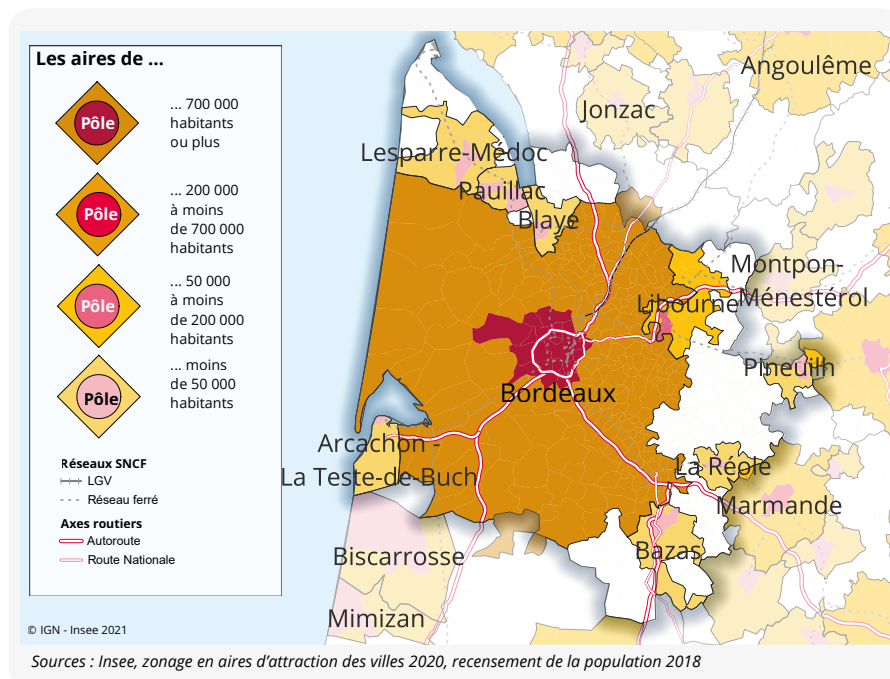 Les aires de ...
Pôle
... 700 000
habitants
ou plus
Pôle
... 200 000
à moins
de 700 000
habitants
Pôle
... 50 000
à moins
de 200 000
habitants
Pôle
... moins
de 50 000
habitants
Réseaux SNCF
LGV
Réseau ferré
Axes routiers
Autoroute
Route Nationale
© IGN - Insee 2021
Angoulême
Jonzac
Lesparre-Médoc
Pauillac
Blaye
Montpon-
Ménestérol
Libourne
Pineuilh
Bordeaux
Arcachon -
La Teste-de-Buch
La Réole
Marmande
Bazas
Biscarrosse
Mimizan
Sources : Insee, zonage en aires d'attraction des villes 2020, recensement de la population 2018